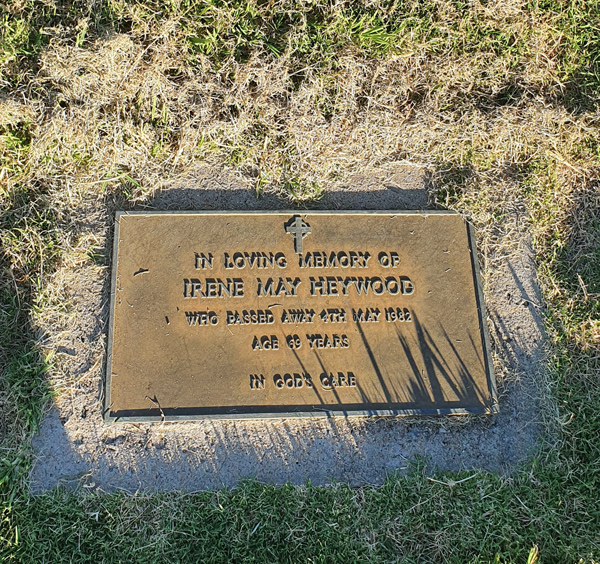 IN LOVING MEMORY OF
IRENE MAY HEYWOOD
WHO PASSED AWAY 4TH MAY 1982
AGE 69 YEARS
IN GOD'S CARE